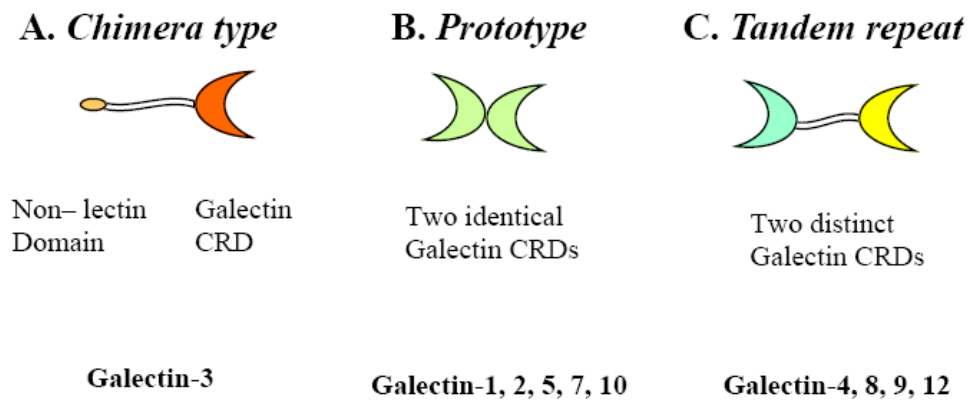 A. Chimera type
B. Prototype
C. Tandem repeat
Non– lectin
Domain
Galectin
CRD
Two identical
Galectin CRDs
Two distinct
Galectin CRDs
Galectin-3
Galectin-1, 2, 5, 7, 10
Galectin-4, 8, 9, 12